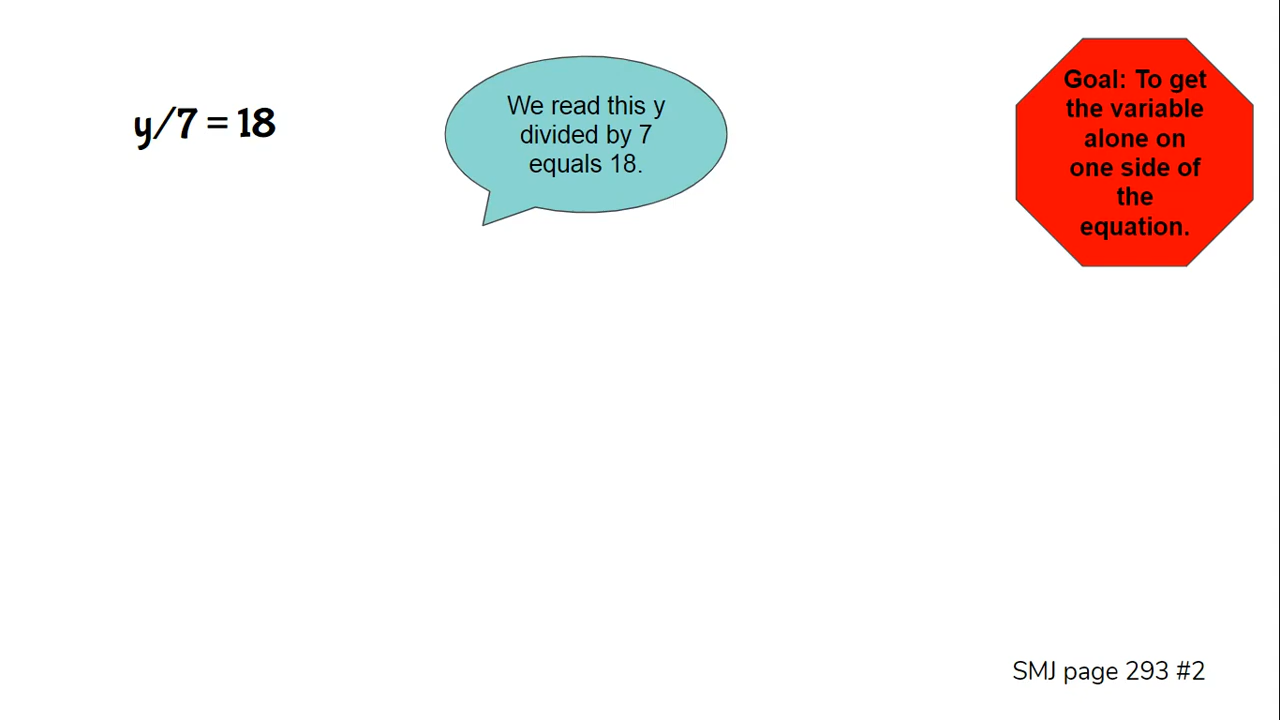 y/7 = 18
We read this y
divided by 7
equals 18.
Goal: To get
the variable
alone on
one side of
the
equation.
SMJ page 293 #2